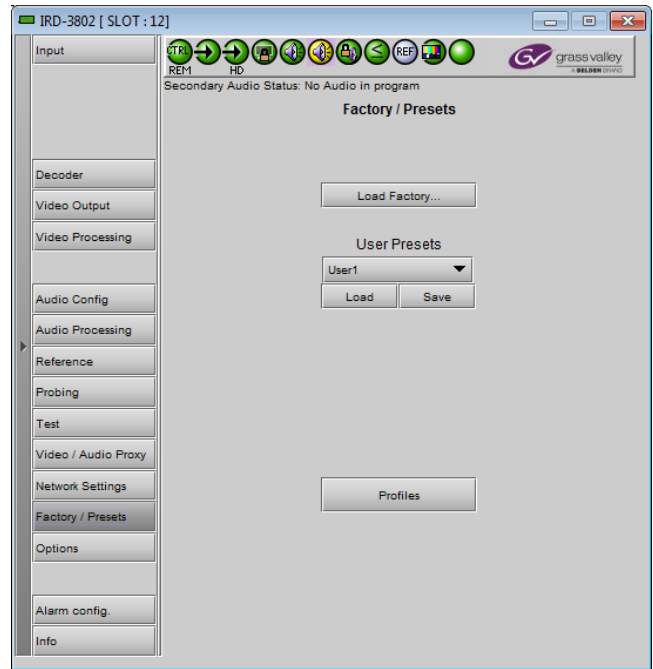 IRD-3802 [ SLOT : 12]
Input
CTRL
REF
REM
HD
GV
grass valley
A BELDEN BRAND
Secondary Audio Status: No Audio in program
Factory / Presets
Decoder
Load Factory...
Video Output
Video Processing
User Presets
User1
Audio Config
Load
Save
Audio Processing
Reference
Probing
Test
Video / Audio Proxy
Network Settings
Profiles
Factory / Presets
Options
Alarm config.
Info